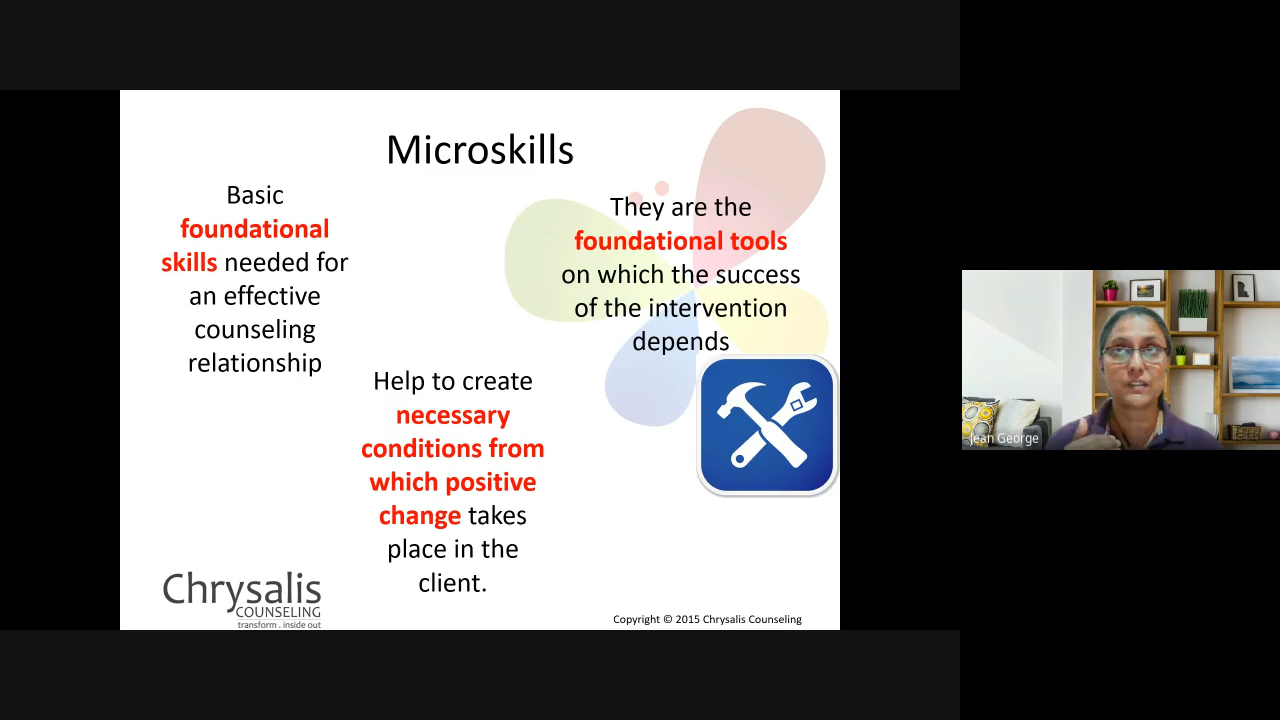 Microskills
Basic
foundational
skills needed for
an effective
counseling
relationship
They are the
foundational tools
on which the success
of the intervention
depends
Help to create
necessary
conditions from
which positive
change takes
place in the
client.
Chrysalis
COUNSELING
transform . inside out
Copyright © 2015 Chrysalis Counseling
Jean George